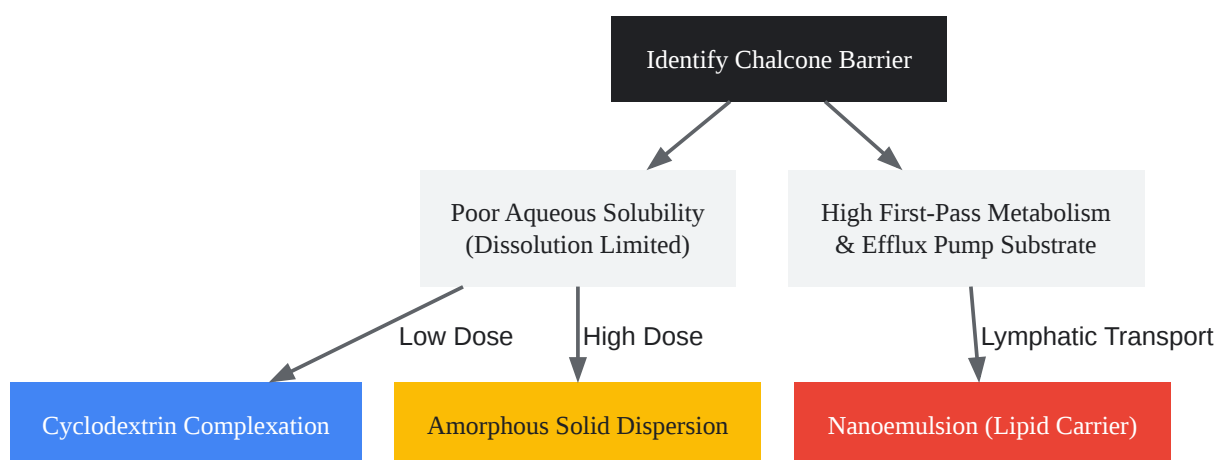 Identify Chalcone Barrier
Poor Aqueous Solubility
(Dissolution Limited)
High First-Pass Metabolism
& Efflux Pump Substrate
Low Dose
High Dose
Lymphatic Transport
Cyclodextrin Complexation
Amorphous Solid Dispersion
Nanoemulsion (Lipid Carrier)